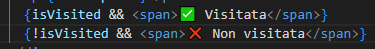 {isVisited && <span>✅ Visitata</span>}
{!isVisited && <span>❌ Non visitata</span>}